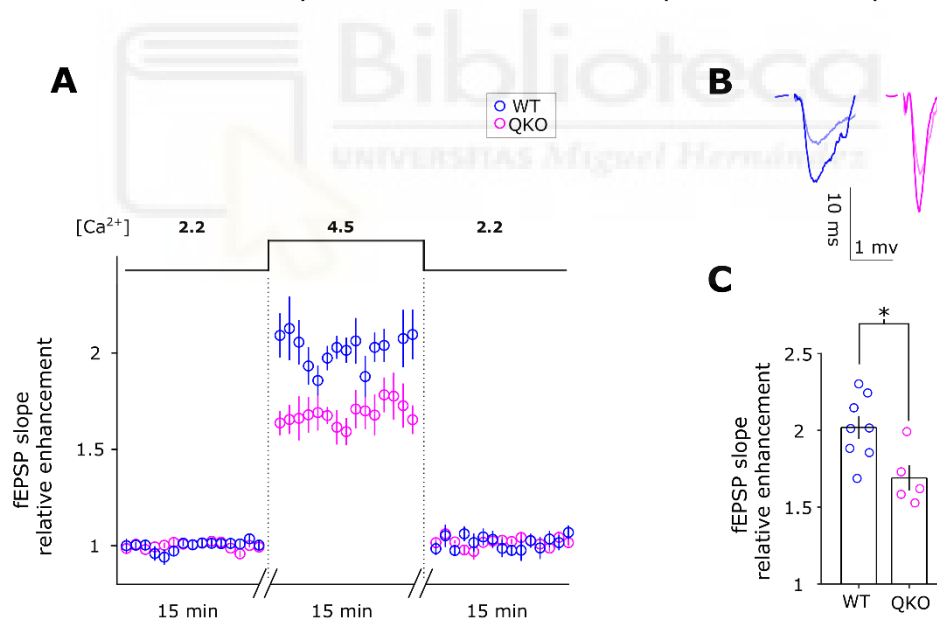 Biblioteca
UNIVERSITAS Miguel Hernández
A
WT
QKO
[Ca²⁺] 2.2 4.5 2.2
fEPSP slope
relative enhancement
2
1.5
1
15 min 15 min 15 min
B
10 ms
1 mv
C
*
fEPSP slope
relative enhancement
2.5
2
1.5
1
WT QKO